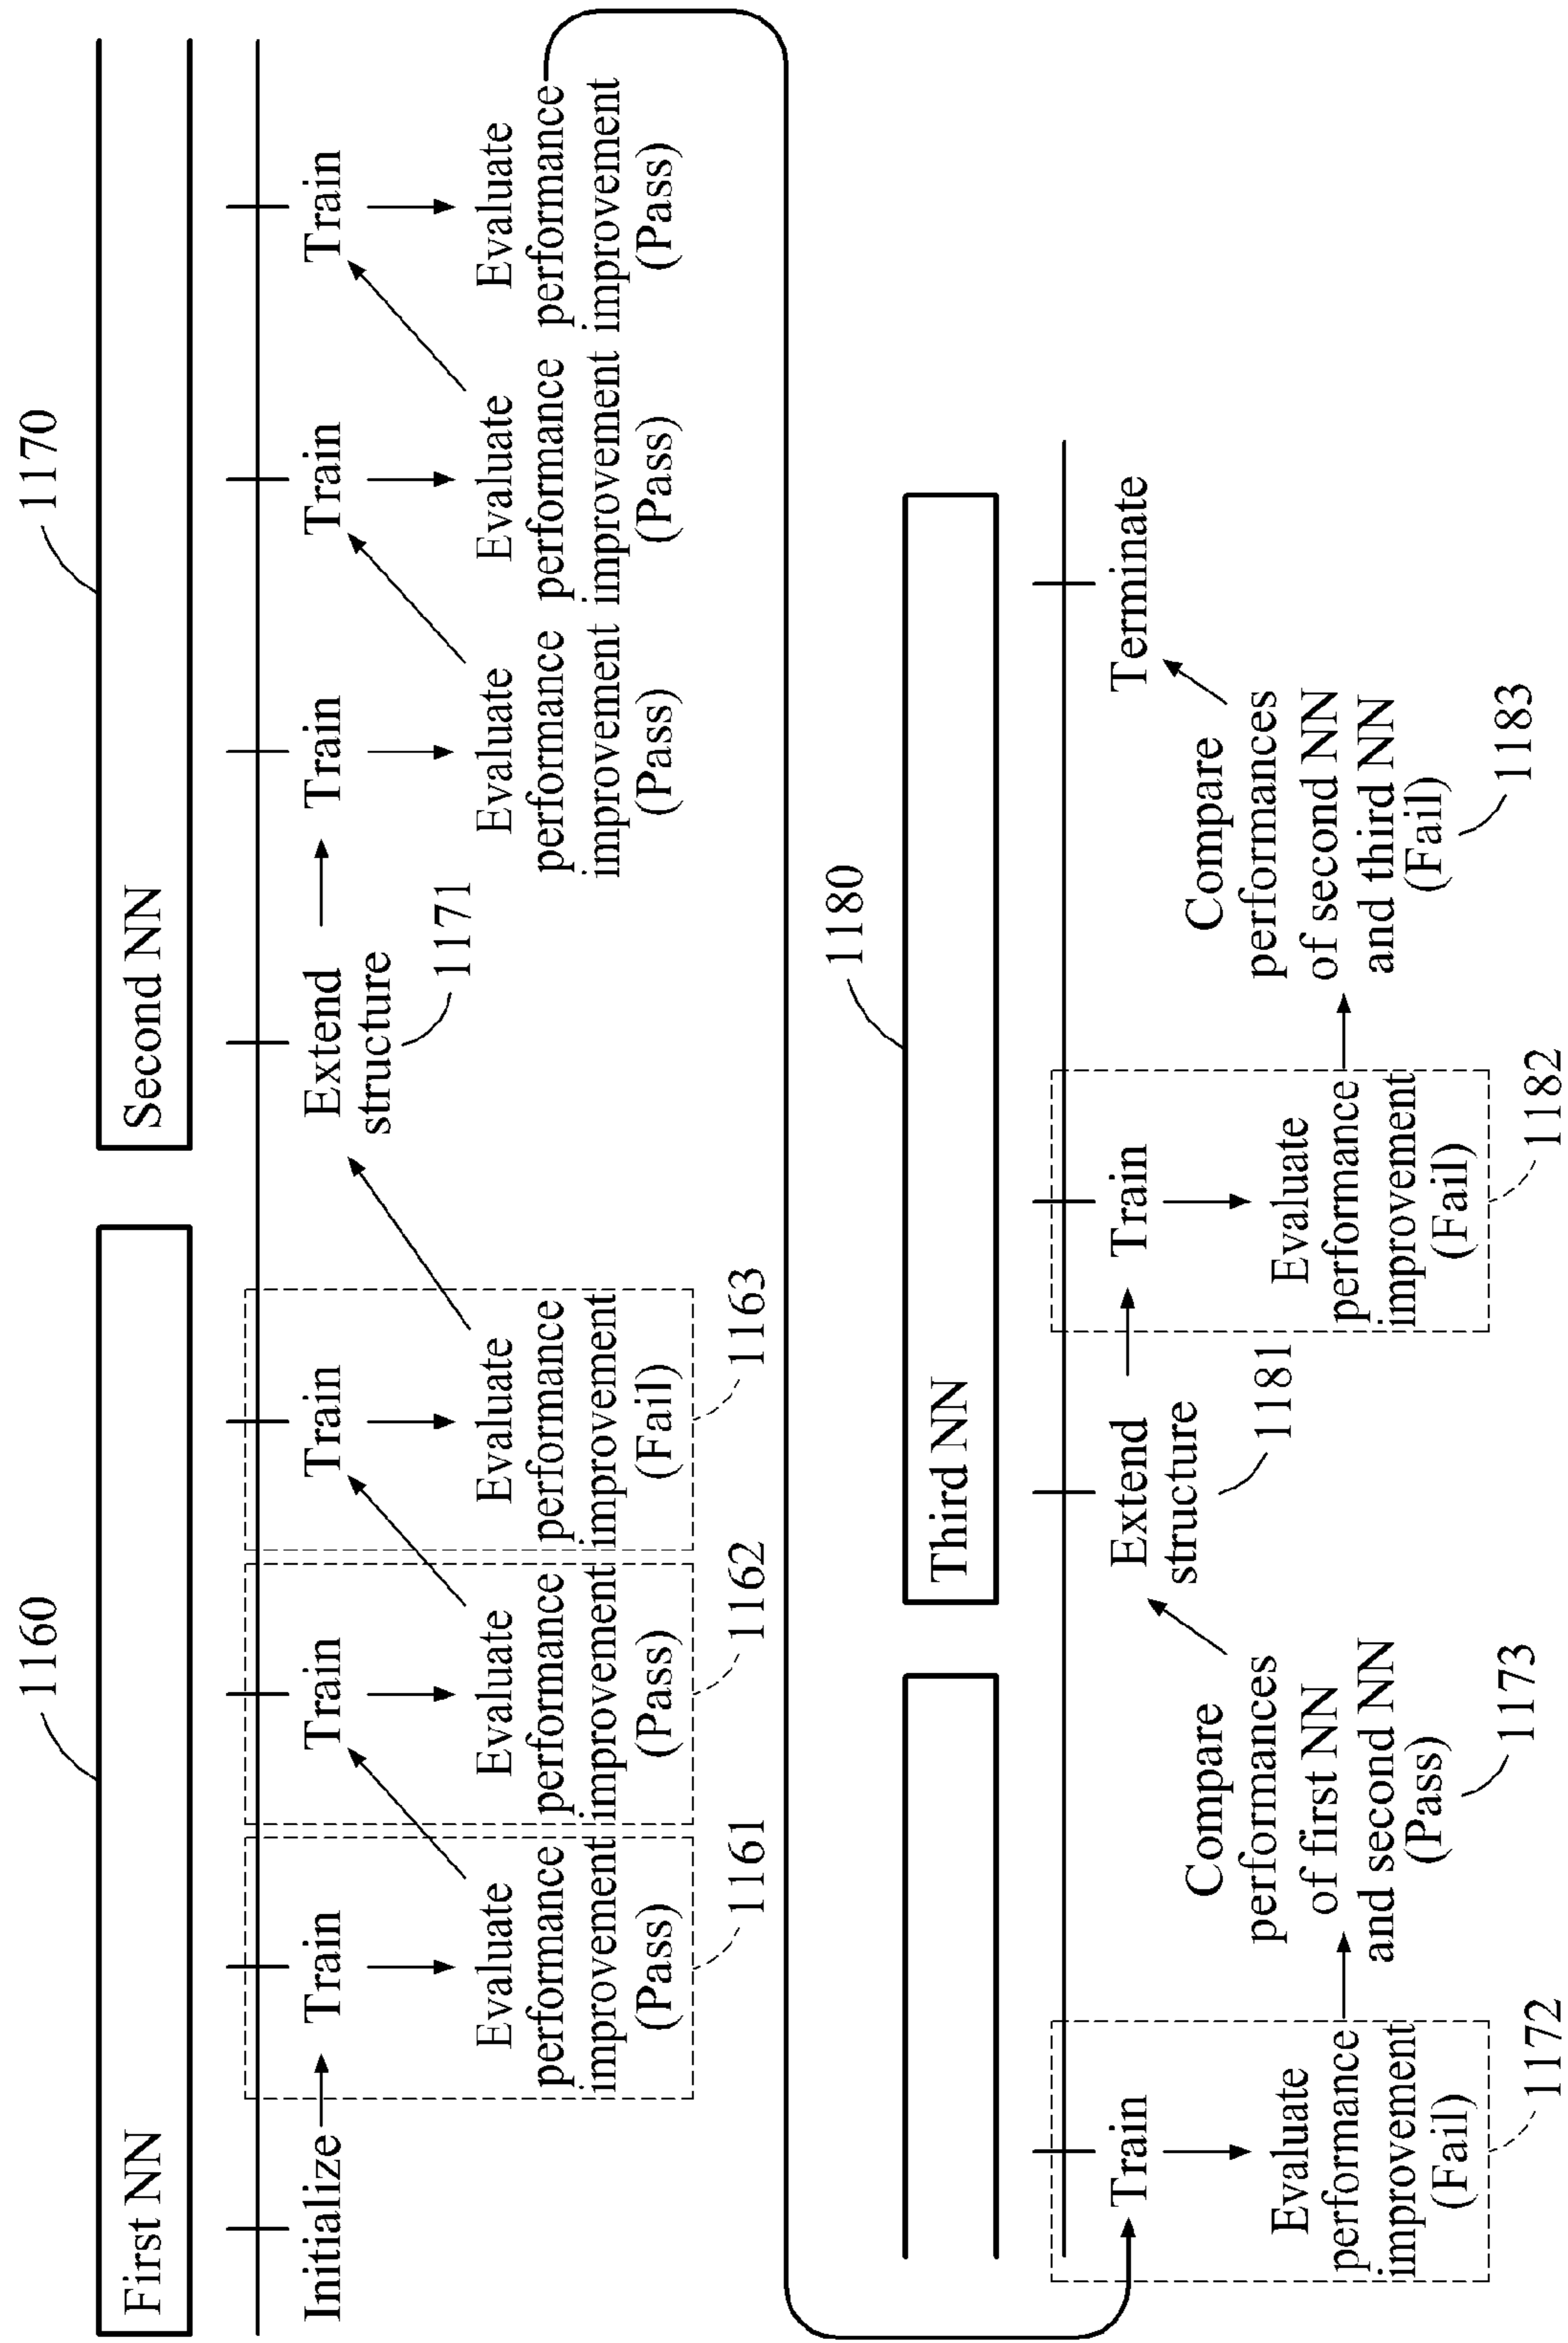 1160
1170
First NN
Second NN
Initialize
Train
Train
Train
Extend
structure
1171
Train
Train
Train
Evaluate
performance
improvement
(Pass)
1161
Evaluate
performance
improvement
(Pass)
1162
Evaluate
performance
improvement
(Fail)
1163
Evaluate
performance
improvement
(Pass)
Evaluate
performance
improvement
(Pass)
Evaluate
performance
improvement
(Pass)
1180
Third NN
Train
Evaluate
performance
improvement
(Fail)
1172
Compare
performances
of first NN
and second NN
(Pass)
1173
Extend
structure
1181
Train
Evaluate
performance
improvement
(Fail)
1182
Compare
performances
of second NN
and third NN
(Fail)
1183
Terminate